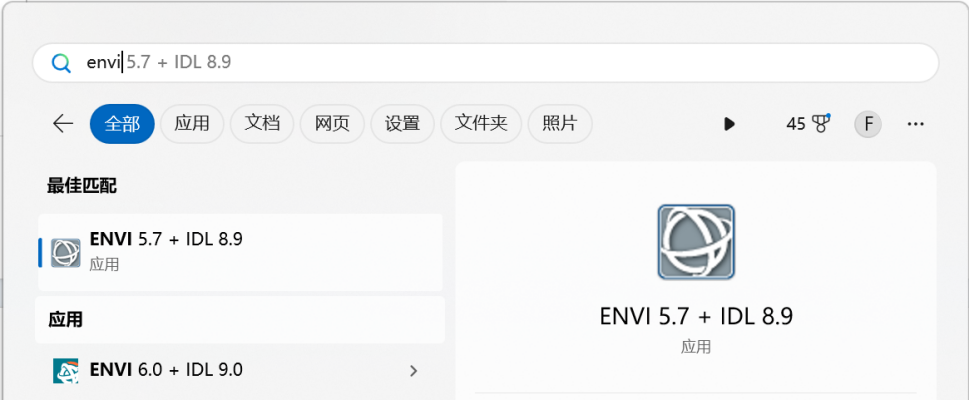 envi 5.7 + IDL 8.9
全部 应用 文档 网页 设置 文件夹 照片 45 F
最佳匹配
ENVI 5.7 + IDL 8.9
应用
应用
ENVI 6.0 + IDL 9.0
ENVI 5.7 + IDL 8.9
应用